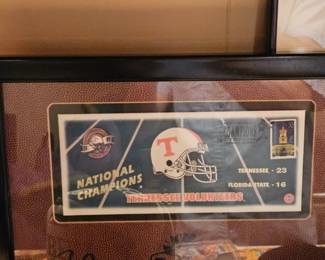 T
NATIONAL
CHAMPIONS
TENNESSEE - 23
FLORIDA STATE - 16
TENNESSEE VOLUNTEERS